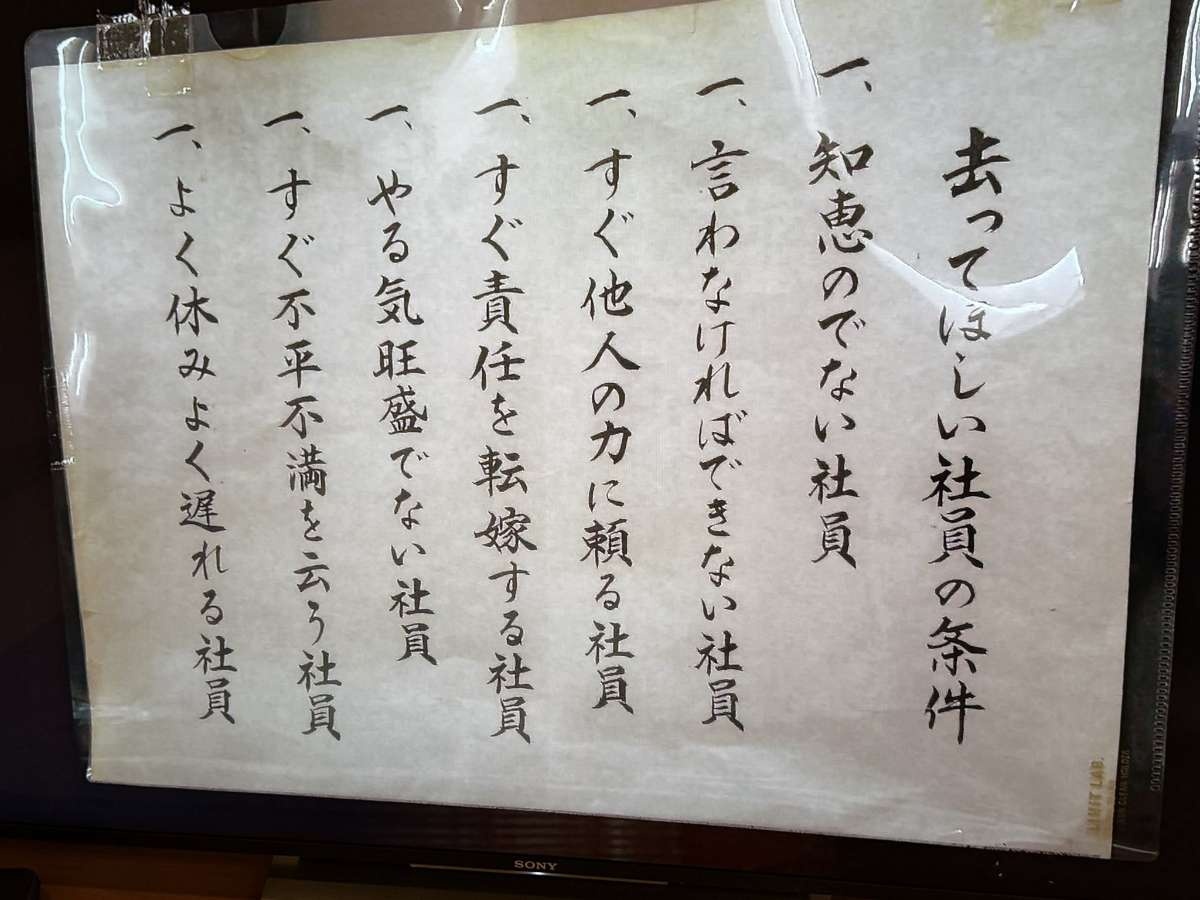 去ってほしい社員の条件
一、知恵のでない社員
一、言わなければできない社員
一、すぐ他人の力に頼る社員
一、すぐ責任を転嫁する社員
一、やる気旺盛でない社員
一、すぐ不平不満を云う社員
一、よく休みよく遅れる社員
SONY